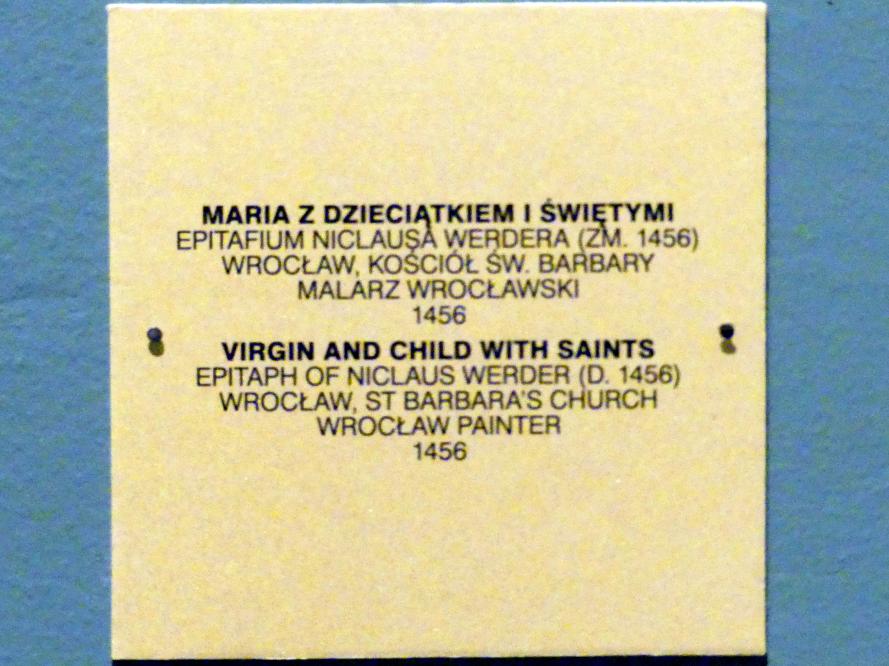 MARIA Z DZIECIĄTKIEM I ŚWIĘTYMI
EPITAFIUM NICLAUSA WERDERA (ZM. 1456)
WROCŁAW, KOŚCIÓŁ ŚW. BARBARY
MALARZ WROCŁAWSKI
1456
VIRGIN AND CHILD WITH SAINTS
EPITAPH OF NICLAUS WERDER (D. 1456)
WROCŁAW, ST BARBARA'S CHURCH
WROCŁAW PAINTER
1456